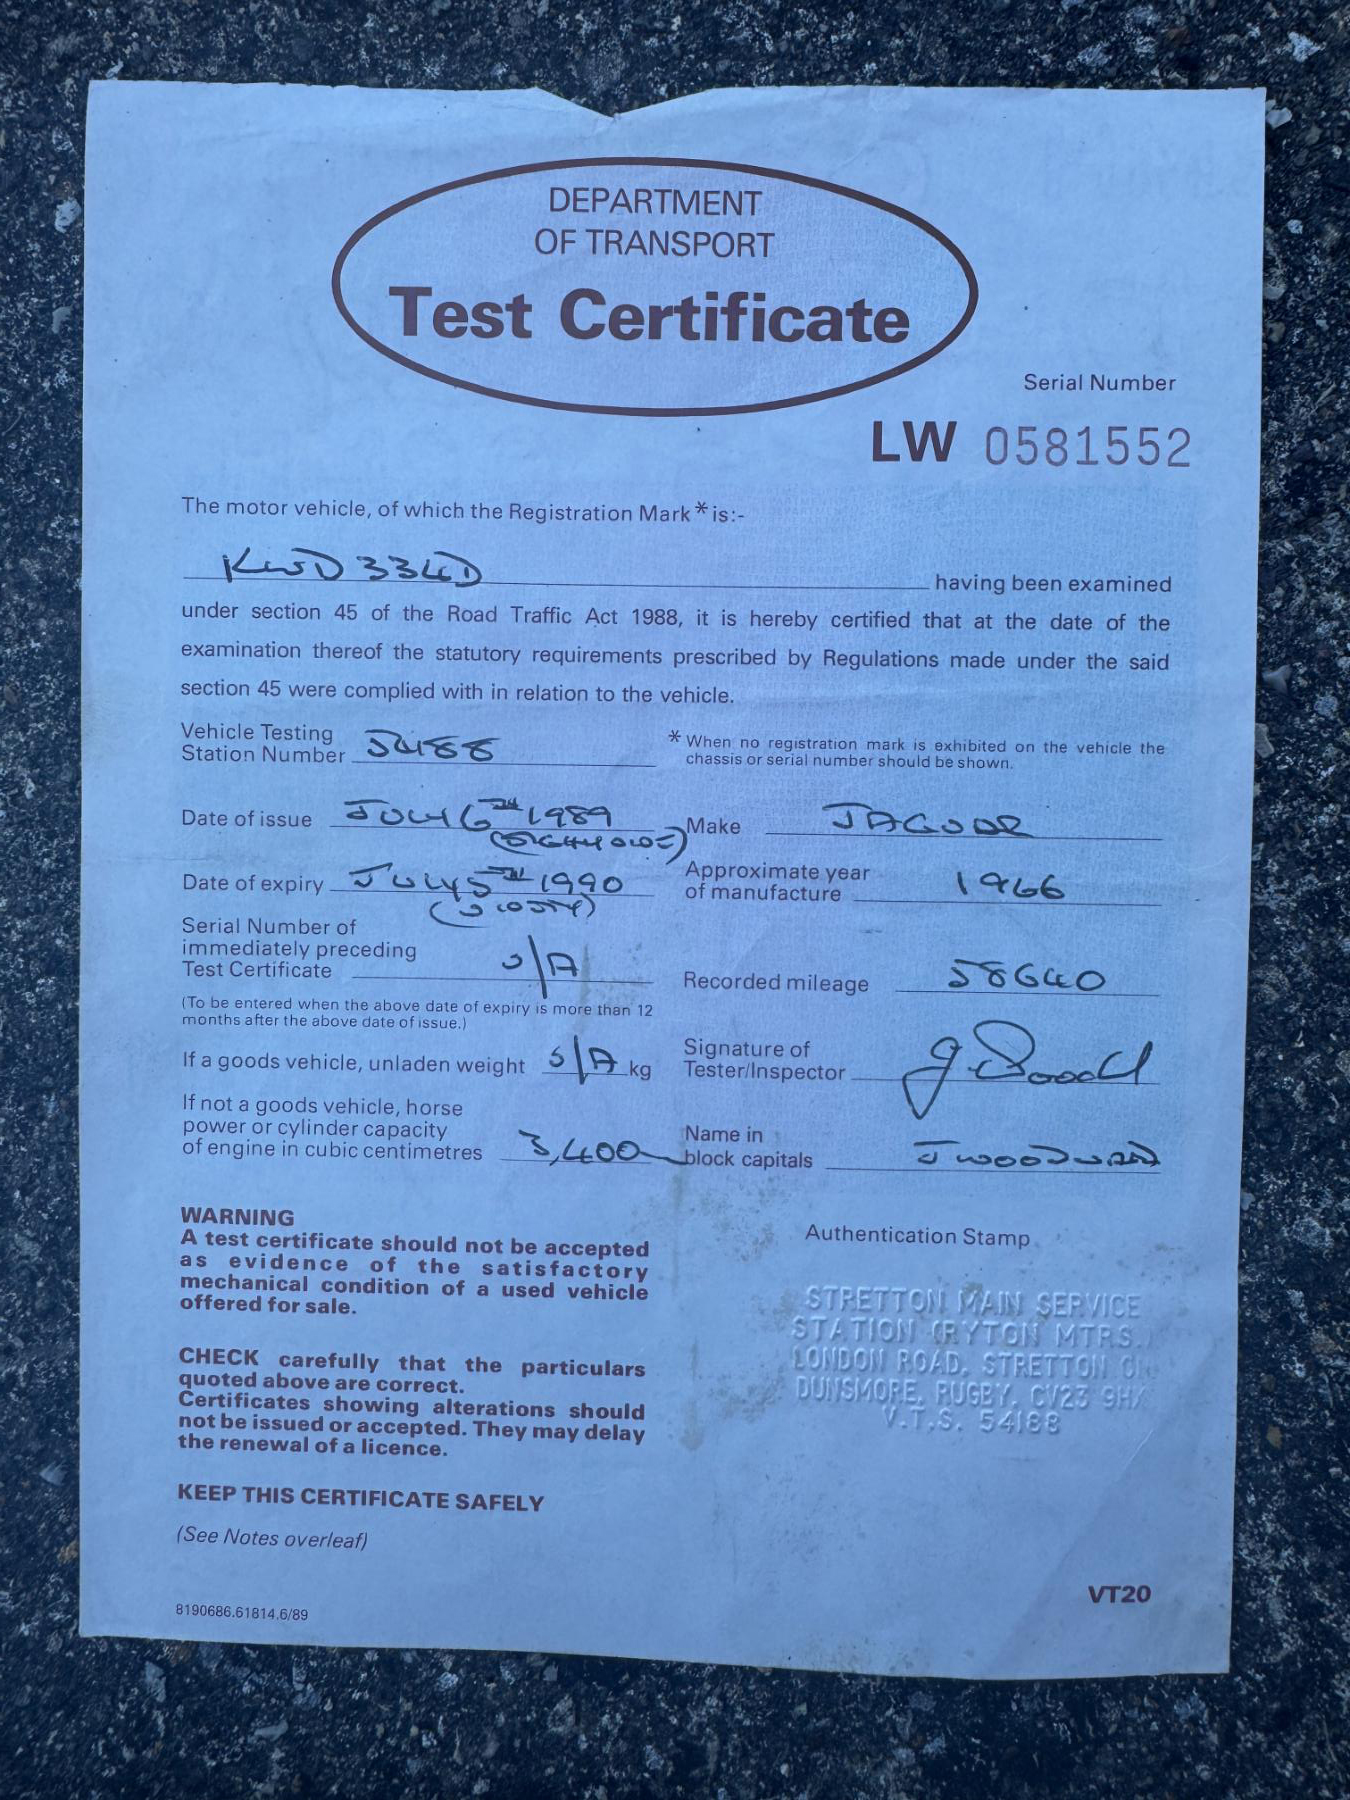 DEPARTMENT
OF TRANSPORT
Test Certificate
Serial Number
LW 0581552
The motor vehicle, of which the Registration Mark * is:-
KWD 334D having been examined
under section 45 of the Road Traffic Act 1988, it is hereby certified that at the date of the
examination thereof the statutory requirements prescribed by Regulations made under the said
section 45 were complied with in relation to the vehicle.
Vehicle Testing
Station Number 54188
* When no registration mark is exhibited on the vehicle the
chassis or serial number should be shown.
Date of issue JULY 6TH 1989
(EIGHTY NINE)
Make JAGUAR
Date of expiry JULY 5TH 1990
(NINETY)
Approximate year
of manufacture 1966
Serial Number of
immediately preceding
Test Certificate N/A
(To be entered when the above date of expiry is more than 12
months after the above date of issue.)
Recorded mileage 58640
If a goods vehicle, unladen weight N/A kg
Signature of
Tester/Inspector
If not a goods vehicle, horse
power or cylinder capacity
of engine in cubic centimetres 3,400
Name in
block capitals J WOODWARD
WARNING
A test certificate should not be accepted
as evidence of the satisfactory
mechanical condition of a used vehicle
offered for sale.
CHECK carefully that the particulars
quoted above are correct.
Certificates showing alterations should
not be issued or accepted. They may delay
the renewal of a licence.
KEEP THIS CERTIFICATE SAFELY
(See Notes overleaf)
8190686.61814.6/89
Authentication Stamp
STRETTON MAIN SERVICE
STATION (RYTON MTRS.)
LONDON ROAD, STRETTON ON
DUNSMORE, RUGBY. CV23 9HX
V.T.S. 54188
VT20